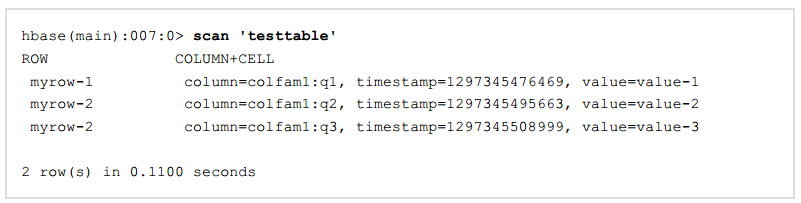 hbase(main):007:0> scan 'testtable'
ROW COLUMN+CELL
myrow-1 column=colfam1:q1, timestamp=1297345476469, value=value-1
myrow-2 column=colfam1:q2, timestamp=1297345495663, value=value-2
myrow-2 column=colfam1:q3, timestamp=1297345508999, value=value-3
2 row(s) in 0.1100 seconds